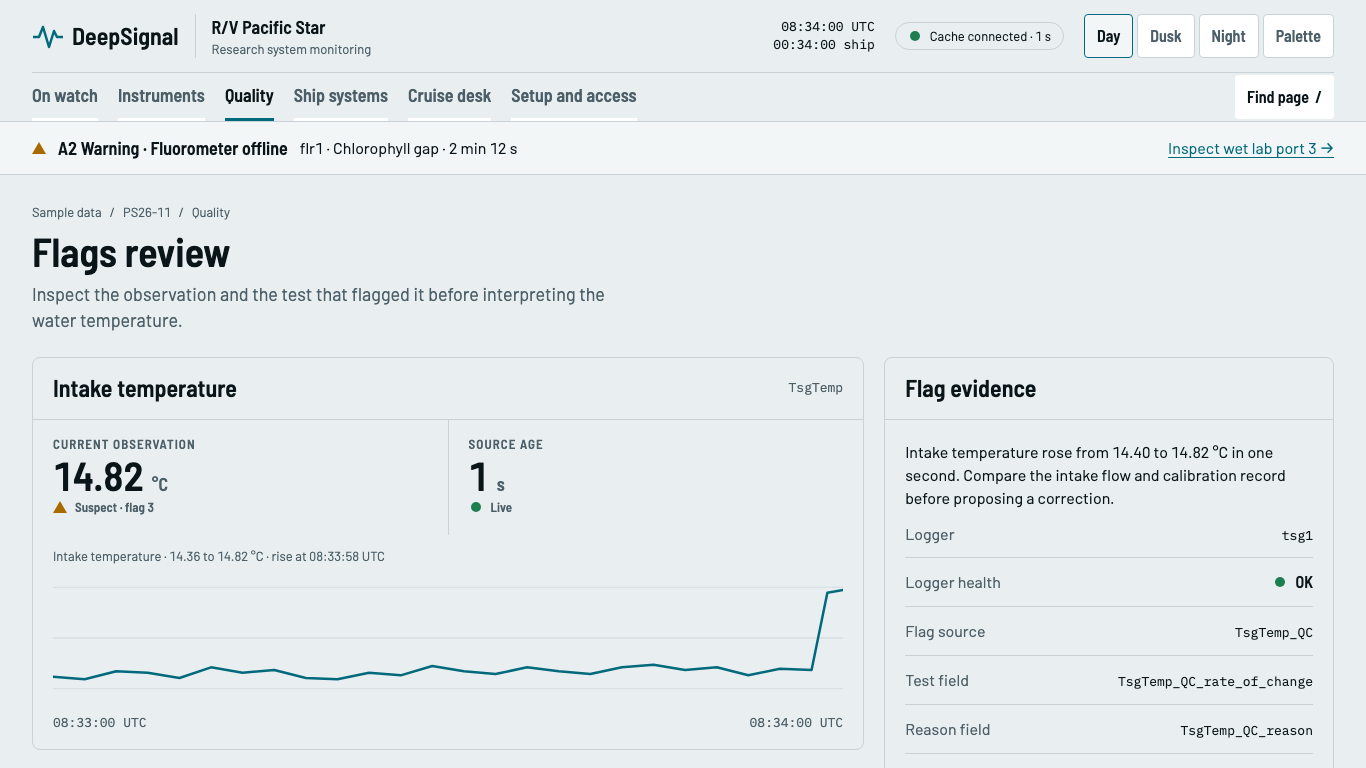 DeepSignal
R/V Pacific Star
Research system monitoring
08:34:00 UTC
00:34:00 ship
Cache connected · 1 s
Day
Dusk
Night
Palette
On watch
Instruments
Quality
Ship systems
Cruise desk
Setup and access
Find page /
A2 Warning · Fluorometer offline
flr1 · Chlorophyll gap · 2 min 12 s
Inspect wet lab port 3 →
Sample data / PS26-11 / Quality
Flags review
Inspect the observation and the test that flagged it before interpreting the
water temperature.
Intake temperature
TsgTemp
CURRENT OBSERVATION
14.82 °C
Suspect · flag 3
SOURCE AGE
1 s
Live
Intake temperature · 14.36 to 14.82 °C · rise at 08:33:58 UTC
08:33:00 UTC
08:34:00 UTC
Flag evidence
Intake temperature rose from 14.40 to 14.82 °C in one
second. Compare the intake flow and calibration record
before proposing a correction.
Logger
tsg1
Logger health
OK
Flag source
TsgTemp_QC
Test field
TsgTemp_QC_rate_of_change
Reason field
TsgTemp_QC_reason